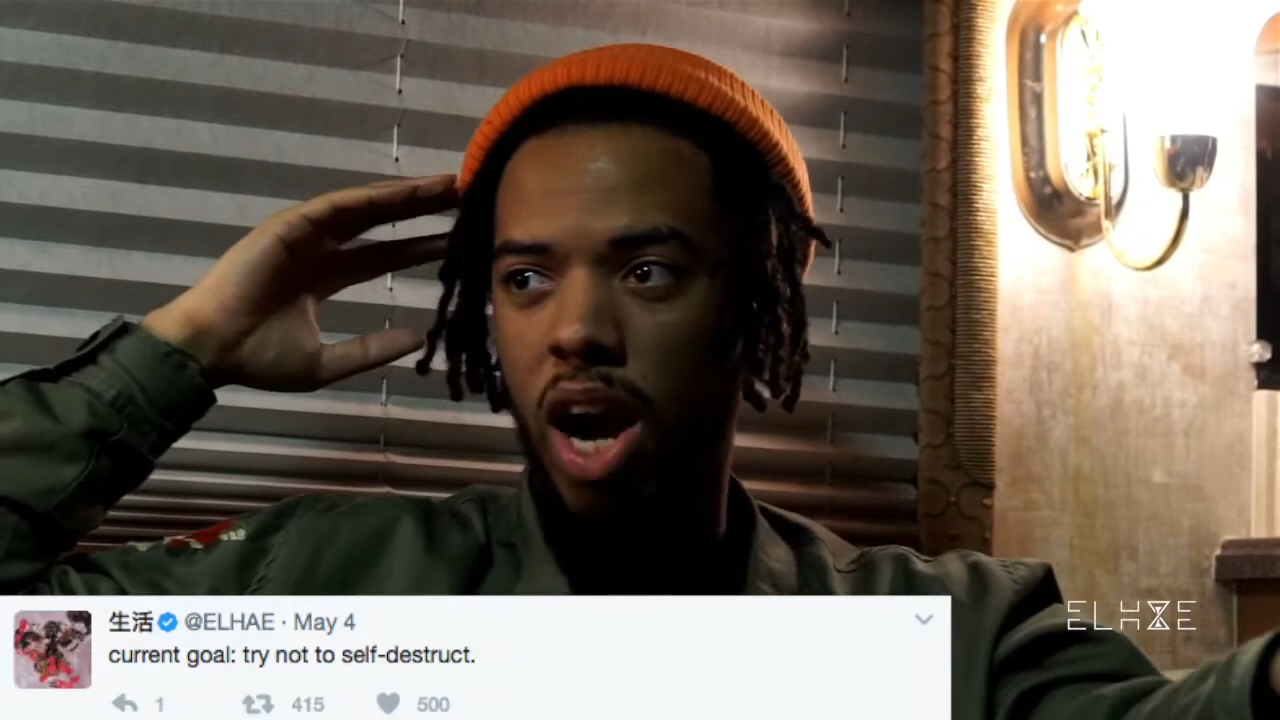 生活 @ELHAE · May 4
current goal: try not to self-destruct.
1 415 500
ELHAE